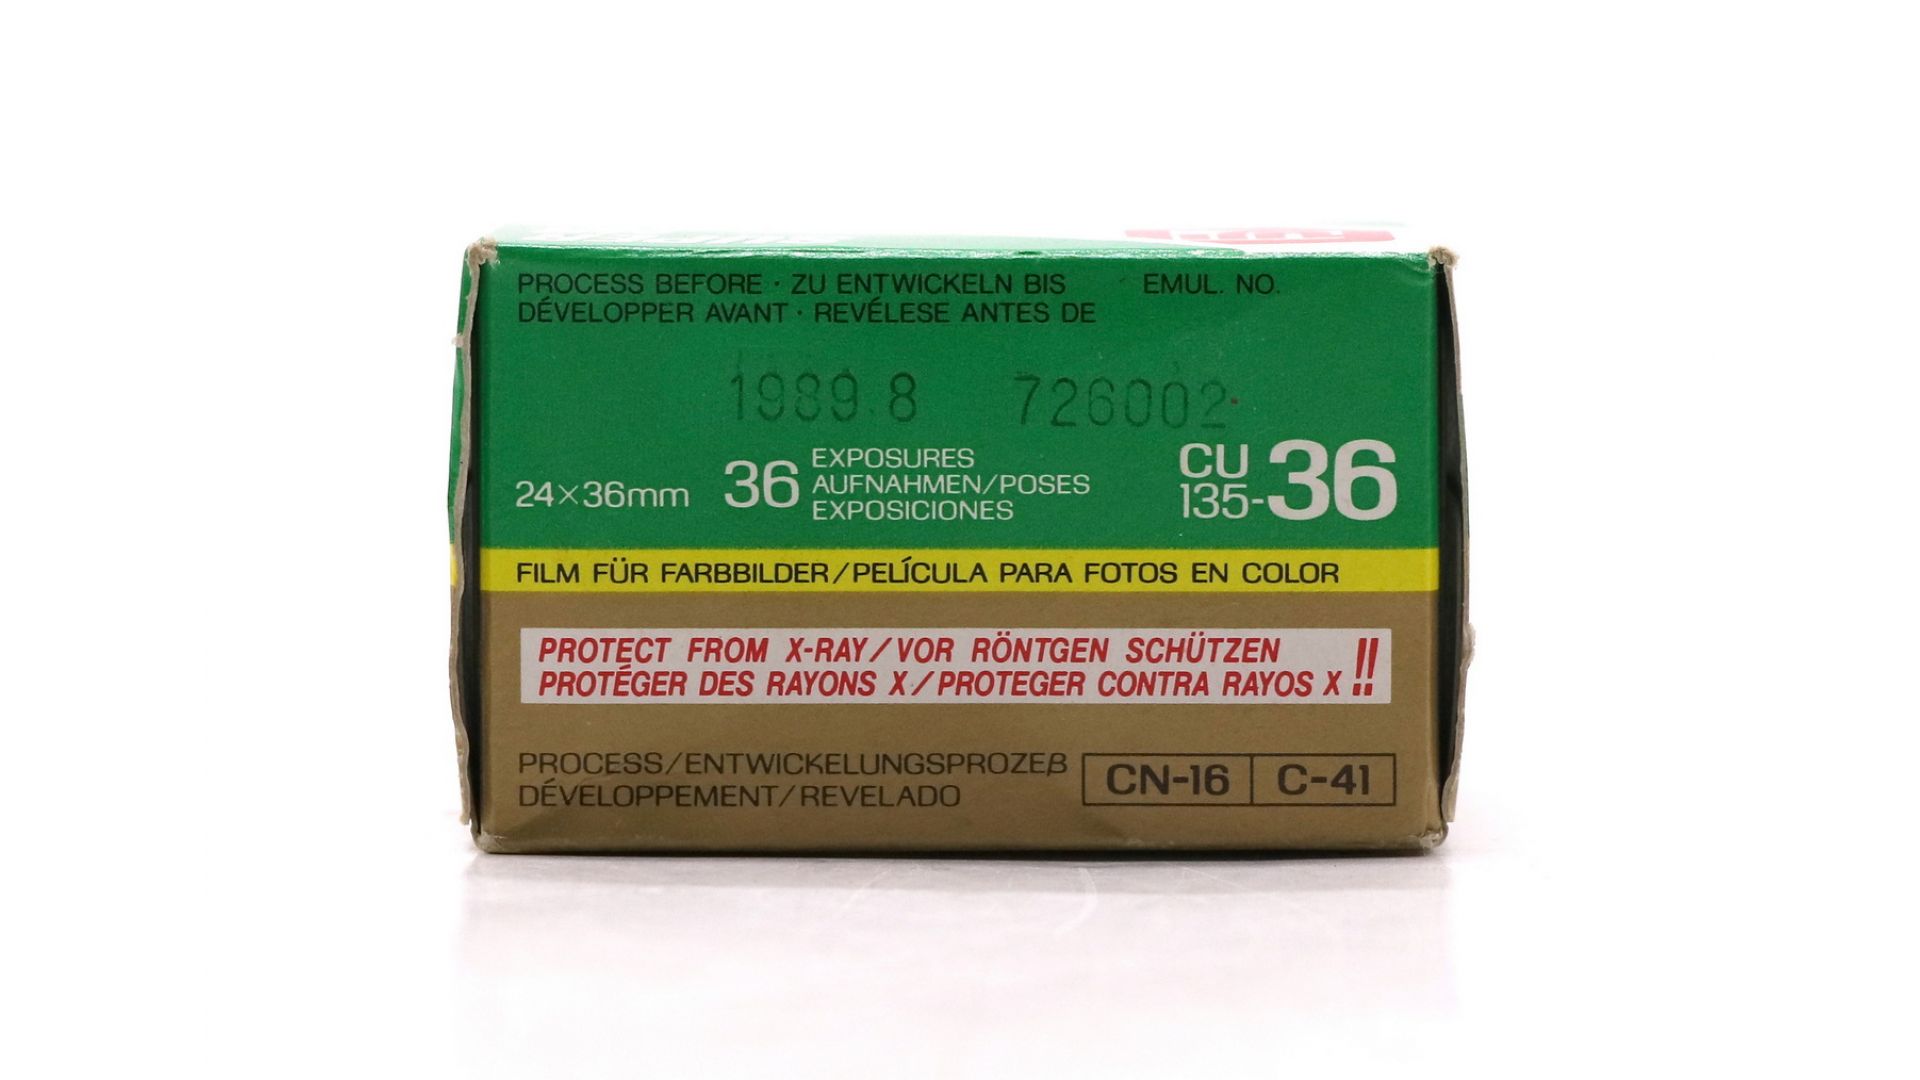 PROCESS BEFORE · ZU ENTWICKELN BIS EMUL. NO.
DÉVELOPPER AVANT · REVÉLESE ANTES DE
1989.8 726002
24×36mm 36 EXPOSURES
AUFNAHMEN/POSES
EXPOSICIONES
CU
135-36
FILM FÜR FARBBILDER/PELÍCULA PARA FOTOS EN COLOR
PROTECT FROM X-RAY/VOR RÖNTGEN SCHÜTZEN
PROTÉGER DES RAYONS X/PROTEGER CONTRA RAYOS X !!
PROCESS/ENTWICKELUNGSPROZEß
DÉVELOPPEMENT/REVELADO
CN-16 C-41